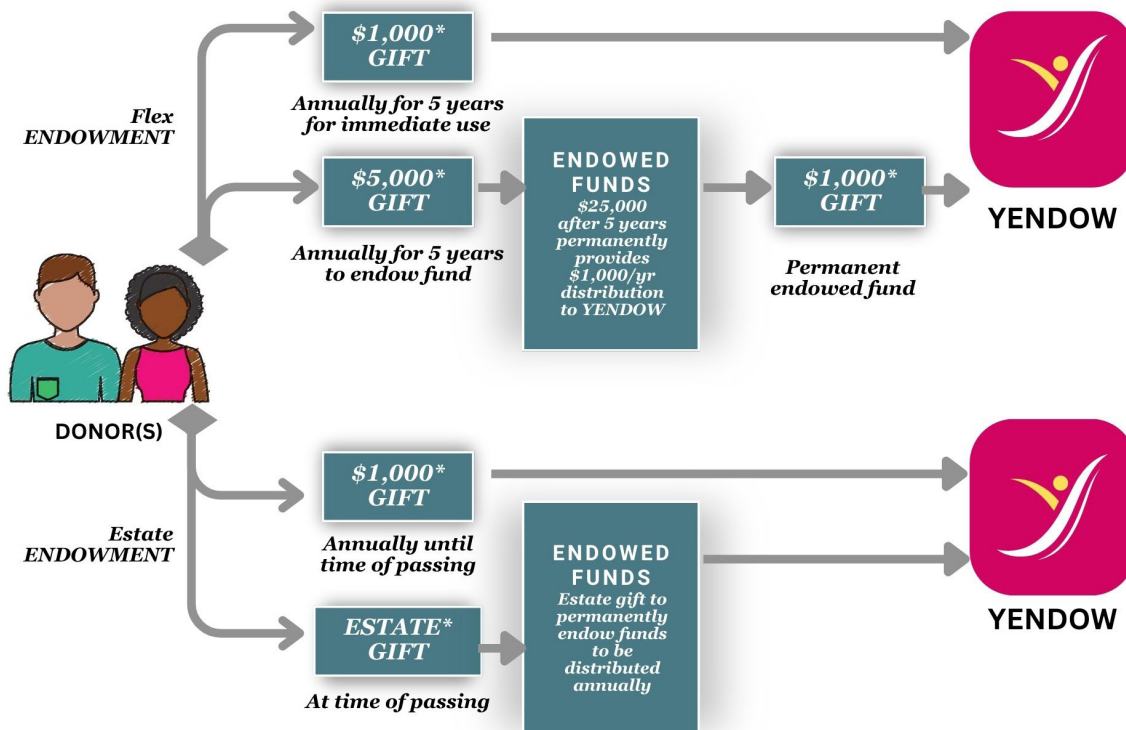 $1,000*
GIFT
Annually for 5 years
for immediate use
Flex
ENDOWMENT
$5,000*
GIFT
Annually for 5 years
to endow fund
ENDOWED
FUNDS
$25,000
after 5 years
permanently
provides
$1,000/yr
distribution
to YENDOW
$1,000*
GIFT
Permanent
endowed fund
YENDOW
DONOR(S)
Estate
ENDOWMENT
$1,000*
GIFT
Annually until
time of passing
ESTATE*
GIFT
At time of passing
ENDOWED
FUNDS
Estate gift to
permanently
endow funds
to be
distributed
annually
YENDOW